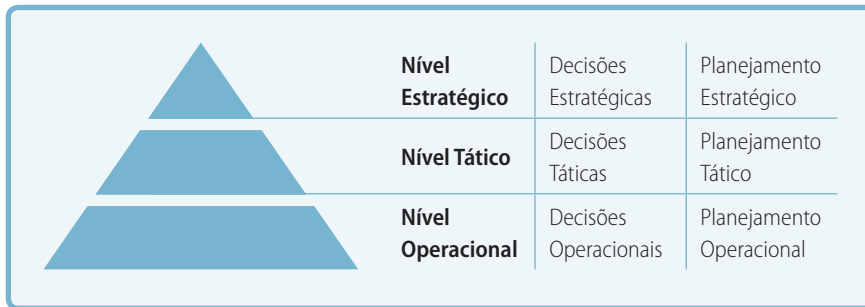 Nível
Estratégico
Decisões
Estratégicas
Planejamento
Estratégico
Nível Tático
Decisões
Táticas
Planejamento
Tático
Nível
Operacional
Decisões
Operacionais
Planejamento
Operacional